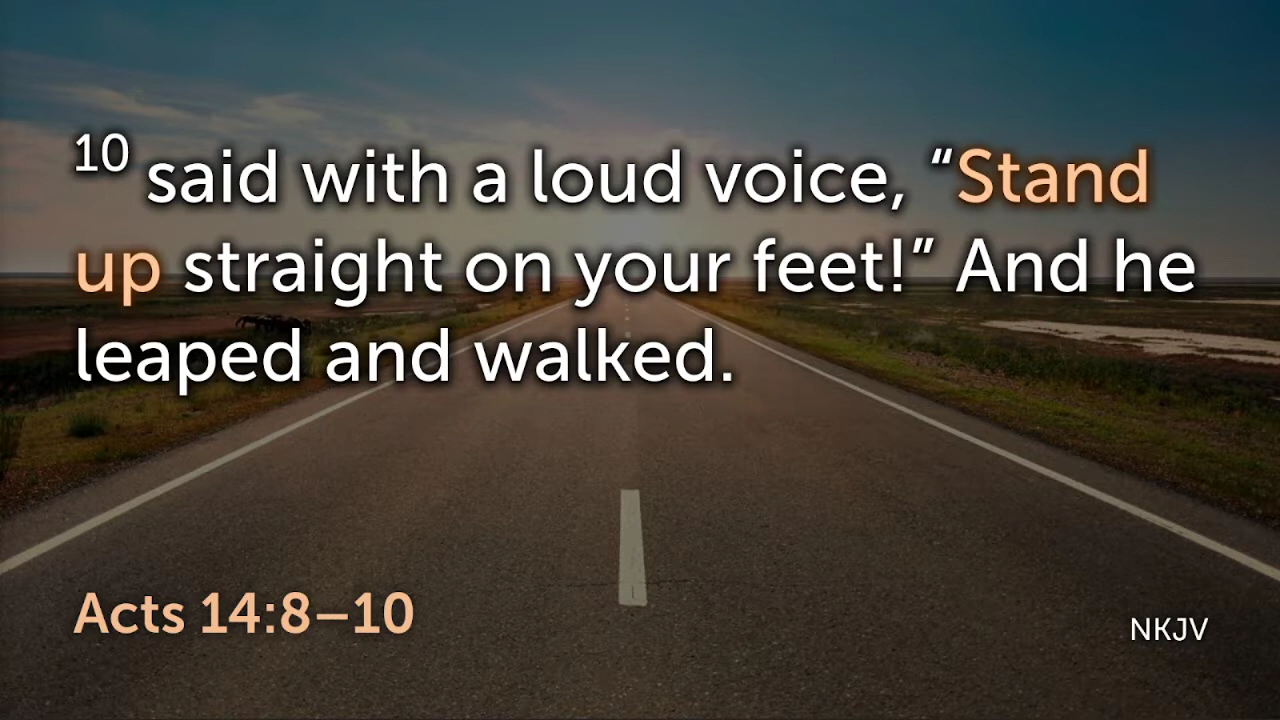 10 said with a loud voice, “Stand
up straight on your feet!” And he
leaped and walked.
Acts 14:8–10
NKJV